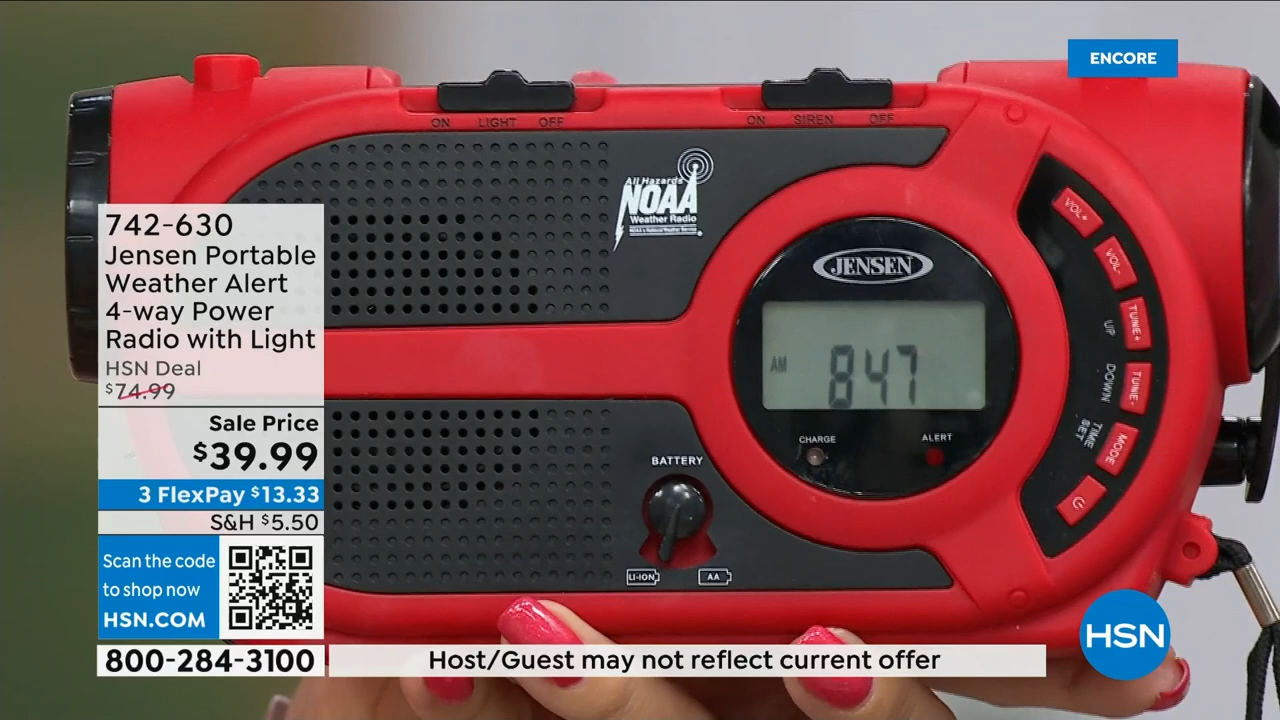 ENCORE
ON LIGHT OFF
ON SIREN OFF
All Hazards
NOAA
Weather Radio
VOL+
VOL-
TUNE+
UP
TUNE-
DOWN
MODE
TIME SET
JENSEN
AM 847
CHARGE ALERT
BATTERY
LI-ION AA
742-630
Jensen Portable
Weather Alert
4-way Power
Radio with Light
HSN Deal
$74.99
Sale Price
$39.99
3 FlexPay $13.33
S&H $5.50
Scan the code
to shop now
HSN.COM
800-284-3100
Host/Guest may not reflect current offer
HSN